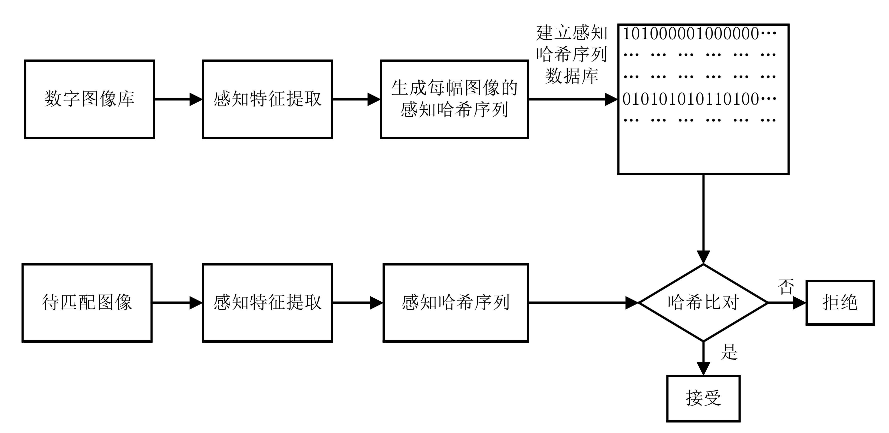 数字图像库
感知特征提取
生成每幅图像的
感知哈希序列
建立感知
哈希序列
数据库
101000001000000…
… … … … …
… … … … …
010101010110100…
… … … … …
待匹配图像
感知特征提取
感知哈希序列
哈希比对
否
拒绝
是
接受